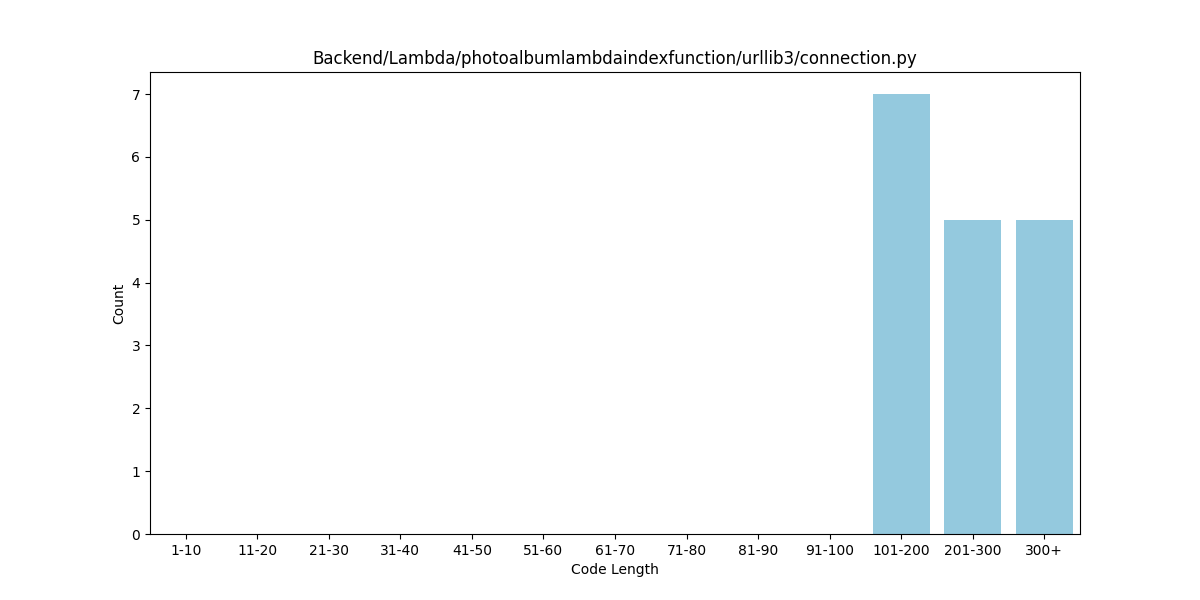 Backend/Lambda/photoalbumlambdaindexfunction/urllib3/connection.py
7
6
5
4
3
2
1
0
Count
1-10 11-20 21-30 31-40 41-50 51-60 61-70 71-80 81-90 91-100 101-200 201-300 300+
Code Length